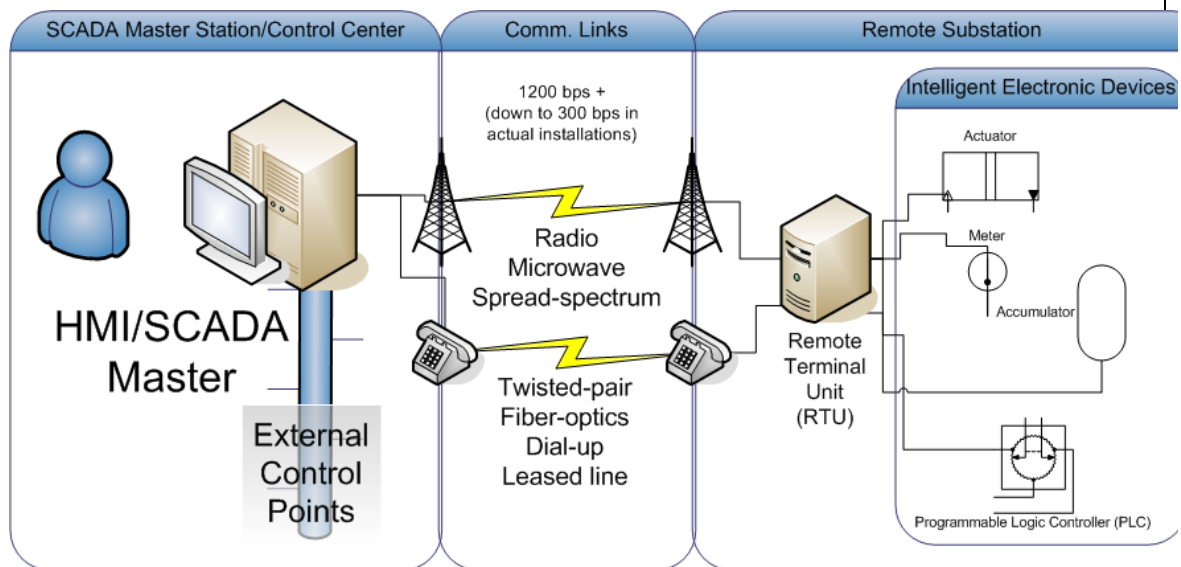 SCADA Master Station/Control Center
Comm. Links
Remote Substation
1200 bps +
(down to 300 bps in
actual installations)
Intelligent Electronic Devices
Actuator
Meter
Accumulator
HMI/SCADA
Master
External
Control
Points
Radio
Microwave
Spread-spectrum
Twisted-pair
Fiber-optics
Dial-up
Leased line
Remote
Terminal
Unit
(RTU)
Programmable Logic Controller (PLC)